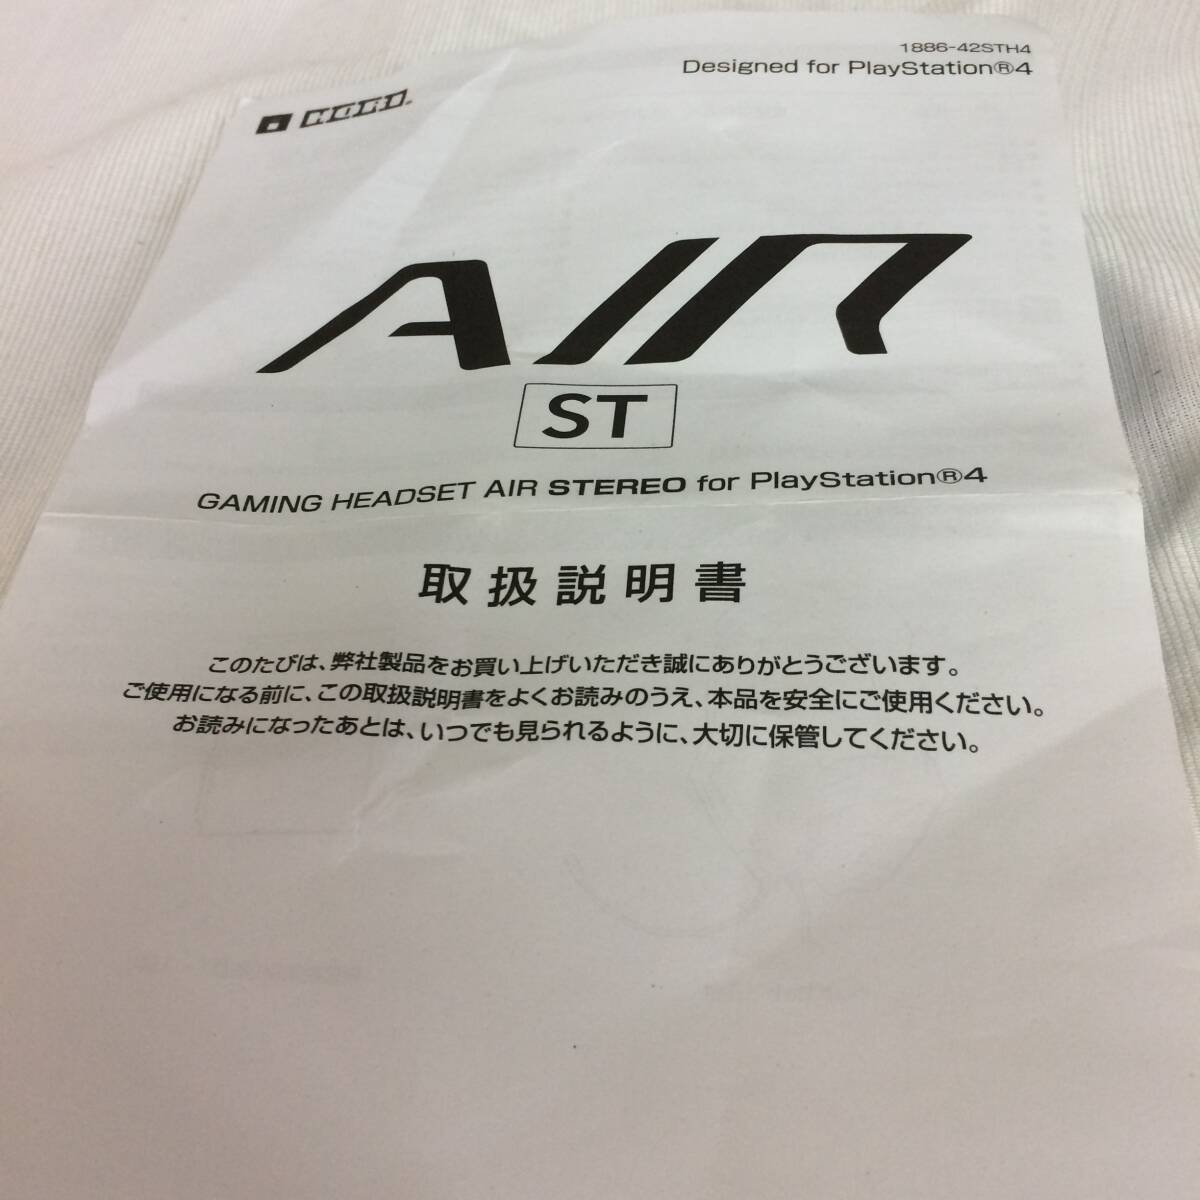 1886-42STH4
Designed for PlayStation®4
HORI
AIR
ST
GAMING HEADSET AIR STEREO for PlayStation®4
取扱説明書
このたびは、弊社製品をお買い上げいただき誠にありがとうございます。
ご使用になる前に、この取扱説明書をよくお読みのうえ、本品を安全にご使用ください。
お読みになったあとは、いつでも見られるように、大切に保管してください。